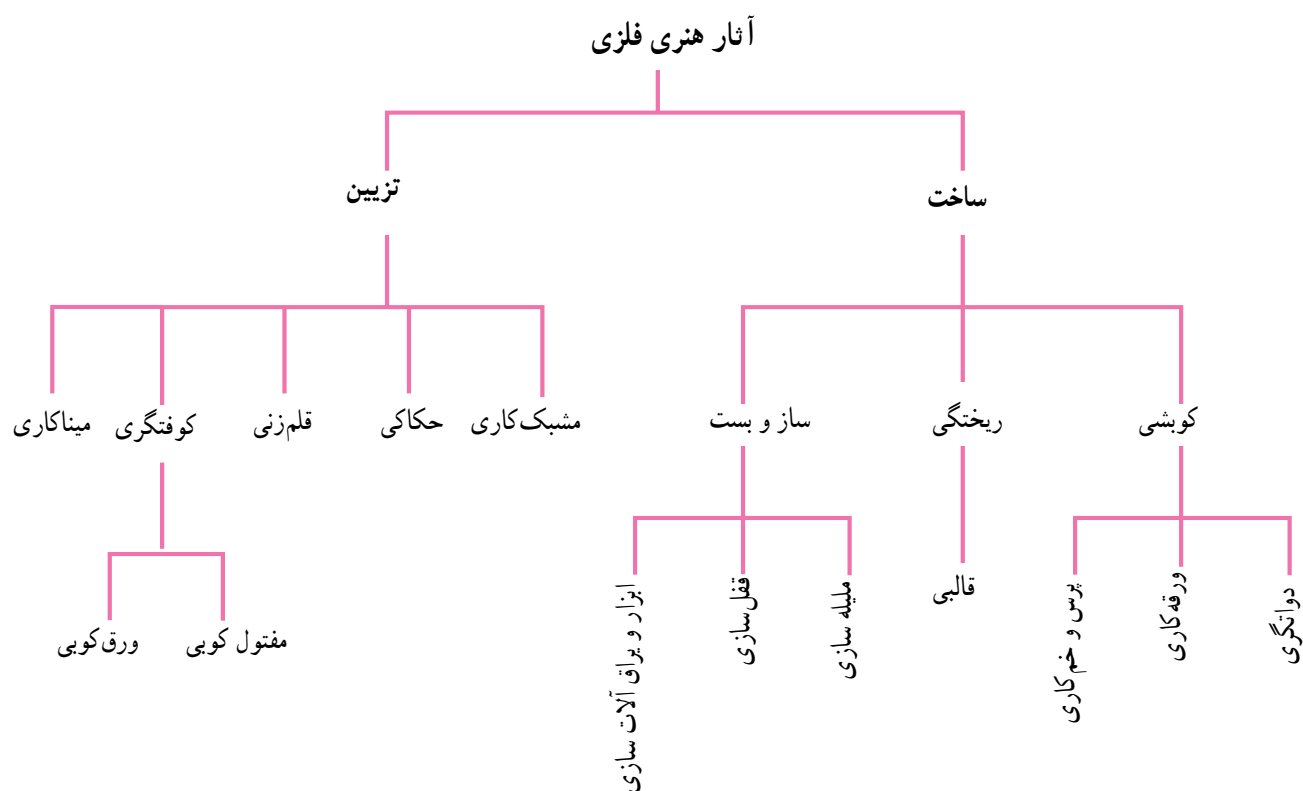 آثار هنری فلزی
ساخت
تزیین
کوبشی
ریختگی
ساز و بست
مشبک‌کاری
حکاکی
قلم‌زنی
کوفتگری
میناکاری
دواتگری
ورقه‌کاری
پرس و خم‌کاری
قالبی
ملیله سازی
قفل‌سازی
ابزار و یراق آلات سازی
مفتول کوبی
ورق‌کوبی